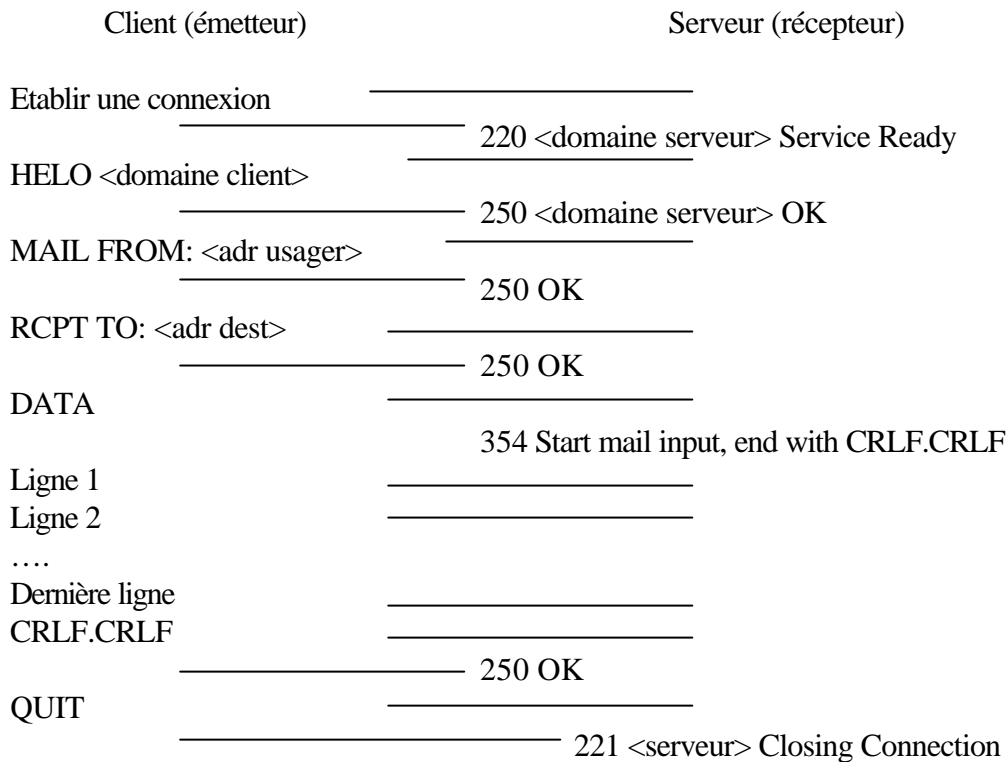 Client (émetteur) Serveur (récepteur)
Etablir une connexion
220 <domaine serveur> Service Ready
HELO <domaine client>
250 <domaine serveur> OK
MAIL FROM: <adr usager>
250 OK
RCPT TO: <adr dest>
250 OK
DATA
354 Start mail input, end with CRLF.CRLF
Ligne 1
Ligne 2
….
Dernière ligne
CRLF.CRLF
250 OK
QUIT
221 <serveur> Closing Connection